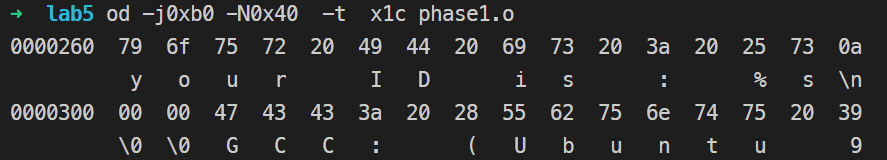 ➜ lab5 od -j0xb0 -N0x40 -t x1c phase1.o
0000260 79 6f 75 72 20 49 44 20 69 73 20 3a 20 25 73 0a
y o u r I D i s : % s \n
0000300 00 00 47 43 43 3a 20 28 55 62 75 6e 74 75 20 39
\0 \0 G C C : ( U b u n t u 9